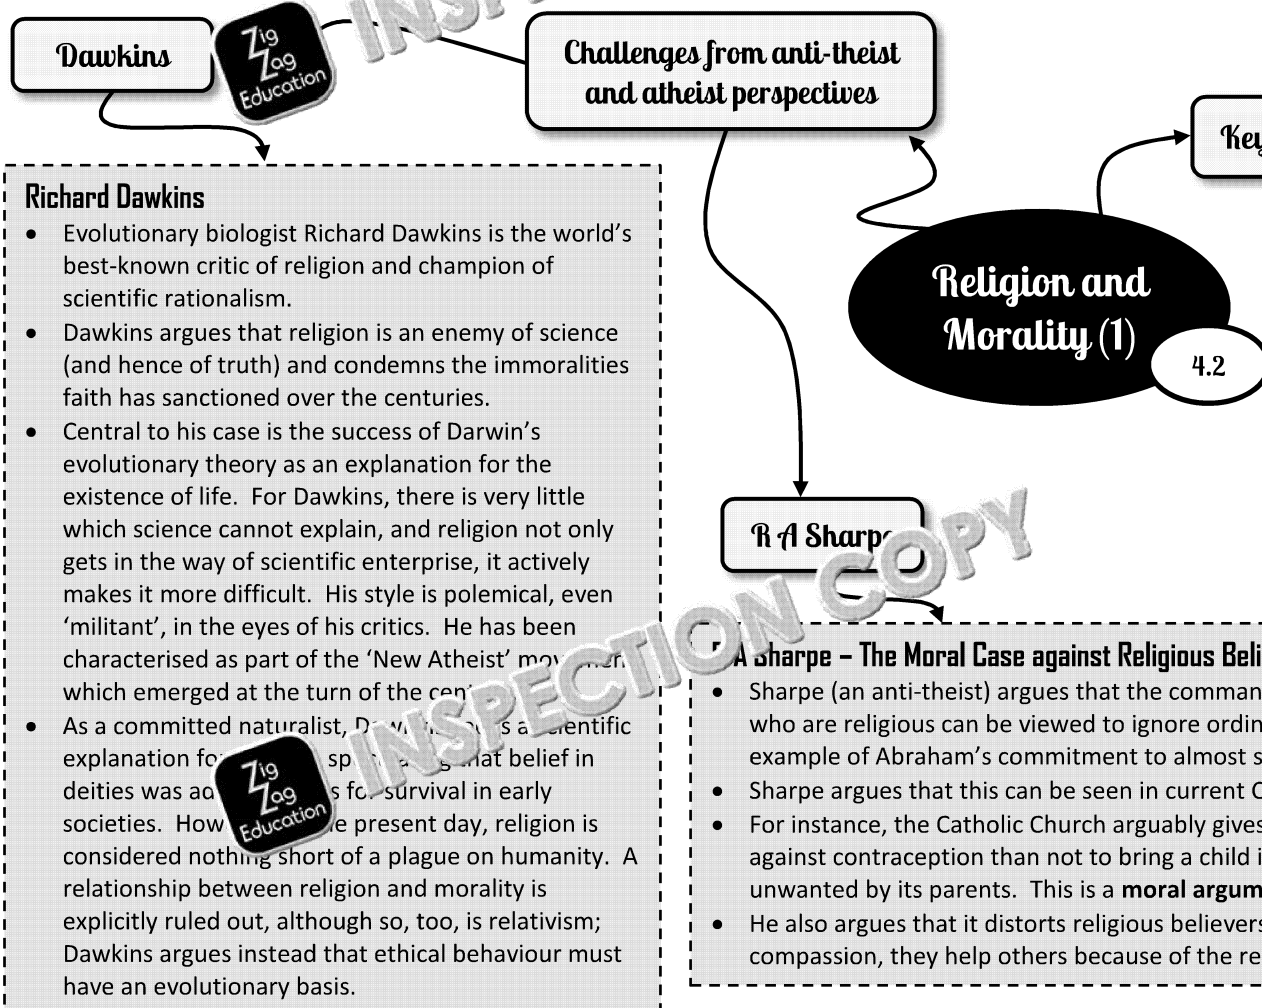 Dawkins
Zig
Zag
Education
INSP
Challenges from anti-theist
and atheist perspectives
Key
Religion and
Morality (1)
4.2
Richard Dawkins
• Evolutionary biologist Richard Dawkins is the world's
best-known critic of religion and champion of
scientific rationalism.
• Dawkins argues that religion is an enemy of science
(and hence of truth) and condemns the immoralities
faith has sanctioned over the centuries.
• Central to his case is the success of Darwin's
evolutionary theory as an explanation for the
existence of life. For Dawkins, there is very little
which science cannot explain, and religion not only
gets in the way of scientific enterprise, it actively
makes it more difficult. His style is polemical, even
'militant', in the eyes of his critics. He has been
characterised as part of the 'New Atheist'
which emerged at the turn of the
• As a committed naturalist,
explanation that belief in
deities was for survival in early
societies. present day, religion is
considered nothing short of a plague on humanity. A
relationship between religion and morality is
explicitly ruled out, although so, too, is relativism;
Dawkins argues instead that ethical behaviour must
have an evolutionary basis.
Zig
Zag
Education
INSPECTION COPY
R A Sharpe
A Sharpe – The Moral Case against Religious Beli
• Sharpe (an anti-theist) argues that the comman
who are religious can be viewed to ignore ordin
example of Abraham's commitment to almost s
• Sharpe argues that this can be seen in current C
• For instance, the Catholic Church arguably gives
against contraception than not to bring a child i
unwanted by its parents. This is a moral argum
• He also argues that it distorts religious believers
compassion, they help others because of the re